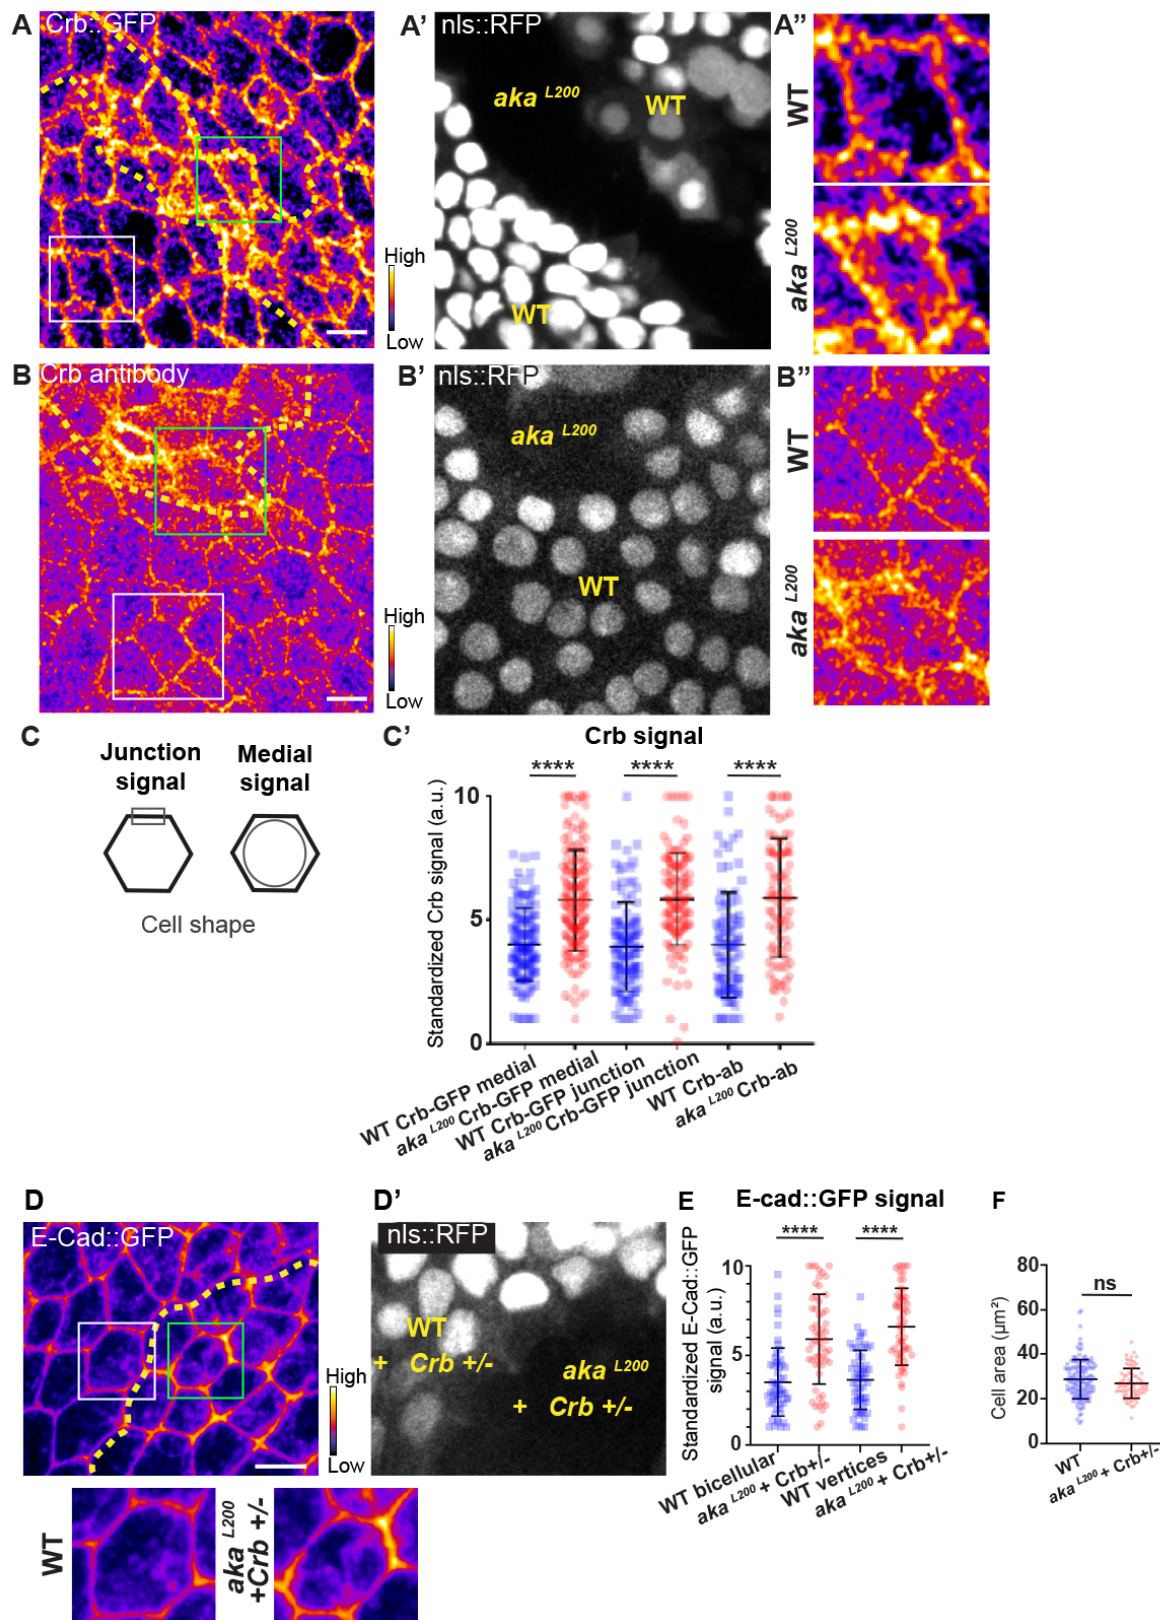 A
Crb::GFP
A'
nls::RFP
aka L200
WT
WT
A''
WT
aka L200
High
Low
B
Crb antibody
B'
nls::RFP
aka L200
WT
B''
WT
aka L200
High
Low
C
Junction signal
Medial signal
Cell shape
C'
Crb signal
**** **** ****
Standardized Crb signal (a.u.)
10
5
0
WT Crb-GFP medial
aka L200 Crb-GFP medial
WT Crb-GFP junction
aka L200 Crb-GFP junction
WT Crb-ab
aka L200 Crb-ab
D
E-Cad::GFP
High
Low
WT
aka L200
+Crb +/-
D'
nls::RFP
WT
+ Crb +/-
aka L200
+ Crb +/-
E
E-cad::GFP signal
**** ****
Standardized E-Cad::GFP
signal (a.u.)
10
5
0
WT bicellular
aka L200 + Crb+/-
WT vertices
aka L200 + Crb+/-
F
ns
Cell area (µm²)
80
60
40
20
0
WT
aka L200 + Crb+/-